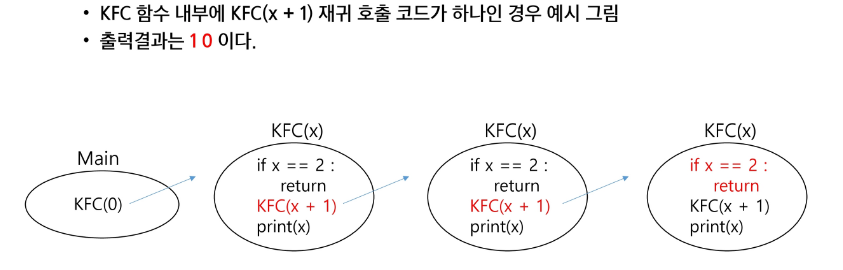 • KFC 함수 내부에 KFC(x + 1) 재귀 호출 코드가 하나인 경우 예시 그림
• 출력결과는 1 0 이다.
Main
KFC(0)
KFC(x)
if x == 2 :
return
KFC(x + 1)
print(x)
KFC(x)
if x == 2 :
return
KFC(x + 1)
print(x)
KFC(x)
if x == 2 :
return
KFC(x + 1)
print(x)